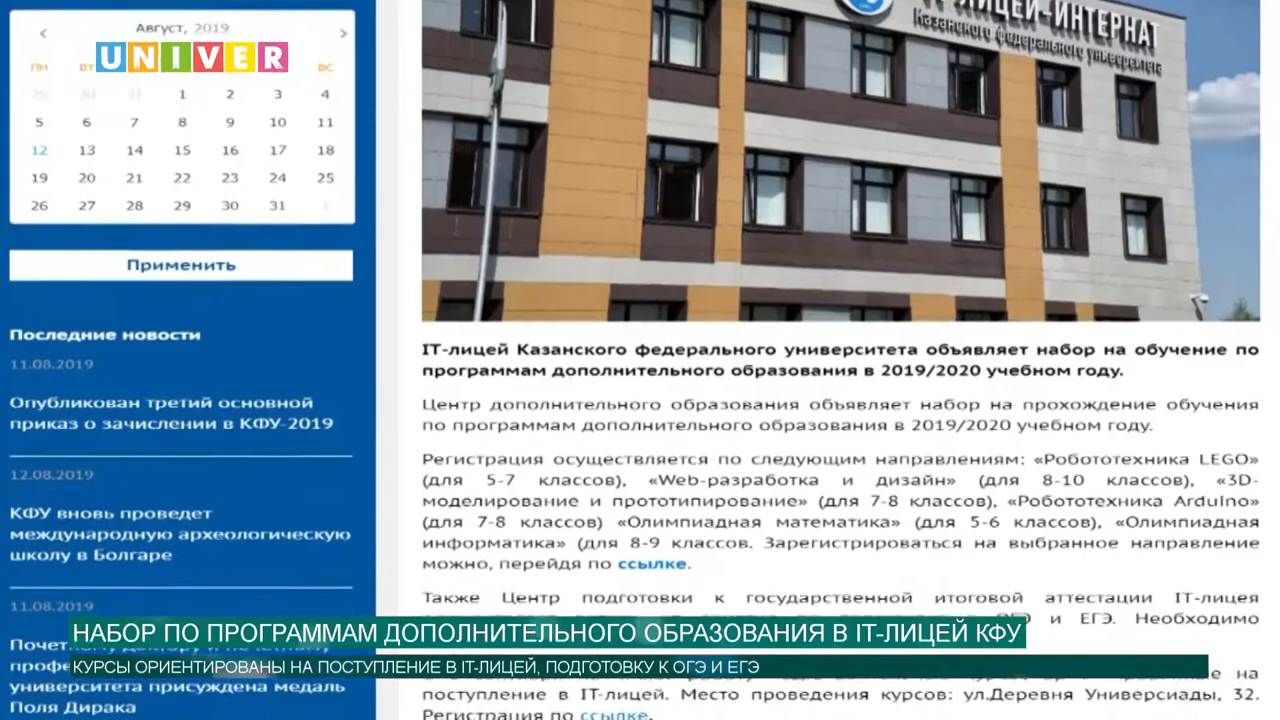 Август, 2019
UNIVER
ПН ВТ ВС
29 30 31 1 2 3 4
5 6 7 8 9 10 11
12 13 14 15 16 17 18
19 20 21 22 23 24 25
26 27 28 29 30 31 1
Применить
Последние новости
11.08.2019
Опубликован третий основной
приказ о зачислении в КФУ-2019
12.08.2019
КФУ вновь проведет
международную археологическую
школу в Болгаре
11.08.2019
университета присуждена медаль
Поля Дирака
IT-ЛИЦЕЙ-ИНТЕРНАТ
Казанского федерального университета
IT-лицей Казанского федерального университета объявляет набор на обучение по
программам дополнительного образования в 2019/2020 учебном году.
Центр дополнительного образования объявляет набор на прохождение обучения
по программам дополнительного образования в 2019/2020 учебном году.
Регистрация осуществляется по следующим направлениям: «Робототехника LEGO»
(для 5-7 классов), «Web-разработка и дизайн» (для 8-10 классов), «3D-
моделирование и прототипирование» (для 7-8 классов), «Робототехника Arduino»
(для 7-8 классов) «Олимпиадная математика» (для 5-6 классов), «Олимпиадная
информатика» (для 8-9 классов. Зарегистрироваться на выбранное направление
можно, перейдя по ссылке.
Также Центр подготовки к государственной итоговой аттестации IT-лицея
и ЕГЭ. Необходимо
НАБОР ПО ПРОГРАММАМ ДОПОЛНИТЕЛЬНОГО ОБРАЗОВАНИЯ В IT-ЛИЦЕЙ КФУ
КУРСЫ ОРИЕНТИРОВАНЫ НА ПОСТУПЛЕНИЕ В IT-ЛИЦЕЙ, ПОДГОТОВКУ К ОГЭ И ЕГЭ
поступление в IT-лицей. Место проведения курсов: ул.Деревня Универсиады, 32.
Регистрация по ссылке.